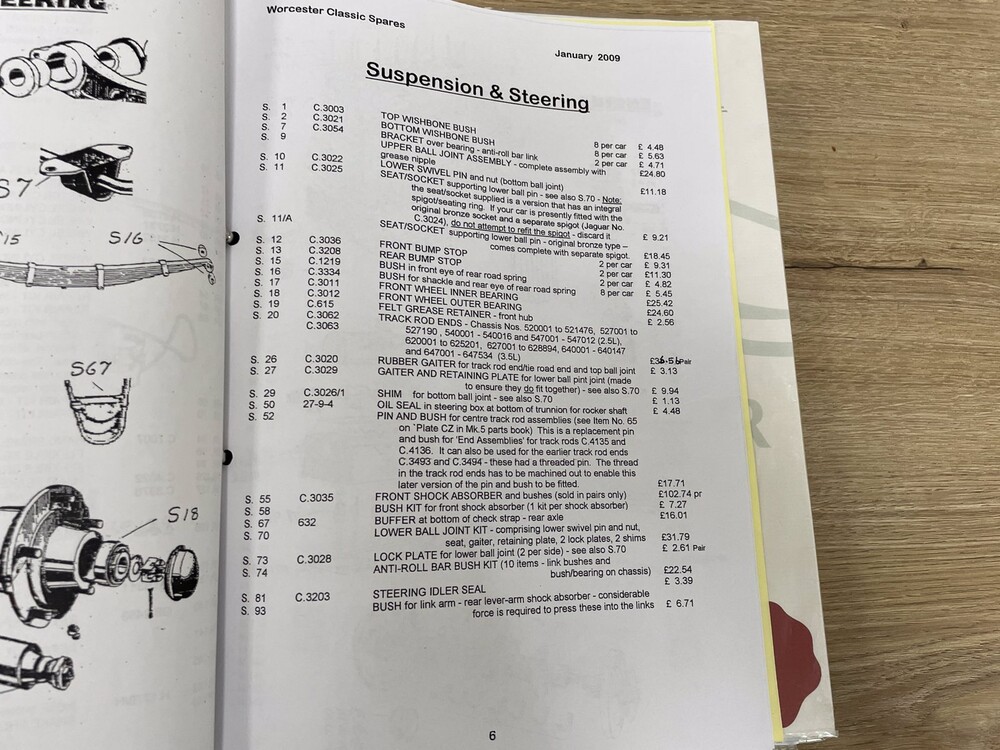 EERING
S7
S15
S16
S67
S18
Worcester Classic Spares
January 2009
Suspension & Steering
S. 1 C.3003 TOP WISHBONE BUSH 8 per car £ 4.48
S. 2 C.3021 BOTTOM WISHBONE BUSH 8 per car £ 5.63
S. 7 C.3054 BRACKET over bearing - anti-roll bar link 2 per car £ 4.71
S. 9 UPPER BALL JOINT ASSEMBLY - complete assembly with £24.80
grease nipple
S. 10 C.3022 LOWER SWIVEL PIN and nut (bottom ball joint) £11.18
S. 11 C.3025 SEAT/SOCKET supporting lower ball pin - see also S.70 - Note:
the seat/socket supplied is a version that has an integral
spigot/seating ring. If your car is presently fitted with the
original bronze socket and a separate spigot (Jaguar No.
C.3024), do not attempt to refit the spigot - discard it £ 9.21
S. 11/A SEAT/SOCKET supporting lower ball pin - original bronze type –
comes complete with separate spigot. £18.45
S. 12 C.3036 FRONT BUMP STOP 2 per car £ 9.31
S. 13 C.3208 REAR BUMP STOP 2 per car £11.30
S. 15 C.1219 BUSH in front eye of rear road spring 2 per car £ 4.82
S. 16 C.3334 BUSH for shackle and rear eye of rear road spring 8 per car £ 5.45
S. 17 C.3011 FRONT WHEEL INNER BEARING £25.42
S. 18 C.3012 FRONT WHEEL OUTER BEARING £24.60
S. 19 C.615 FELT GREASE RETAINER - front hub £ 2.56
S. 20 C.3062 TRACK ROD ENDS - Chassis Nos. 520001 to 521476, 527001 to
C.3063 527190 , 540001 - 540016 and 547001 - 547012 (2.5L)
620001 to 625201, 627001 to 628894, 640001 - 640147
and 647001 - 647534 (3.5L) £36.56 Pair
S. 26 C.3020 RUBBER GAITER for track rod end/tie road end and top ball joint £ 3.13
S. 27 C.3029 GAITER AND RETAINING PLATE for lower ball pint joint (made
to ensure they do fit together) - see also S.70 £ 9.94
S. 29 C.3026/1 SHIM for bottom ball joint - see also S.70 £ 1.13
S. 50 27-9-4 OIL SEAL in steering box at bottom of trunnion for rocker shaft £ 4.48
S. 52 PIN AND BUSH for centre track rod assemblies (see Item No. 65
on `Plate CZ in Mk.5 parts book) This is a replacement pin
and bush for 'End Assemblies' for track rods C.4135 and
C.4136. It can also be used for the earlier track rod ends
C.3493 and C.3494 - these had a threaded pin. The thread
in the track rod ends has to be machined out to enable this
later version of the pin and bush to be fitted. £17.71
S. 55 C.3035 FRONT SHOCK ABSORBER and bushes (sold in pairs only) £102.74 pr
S. 58 BUSH KIT for front shock absorber (1 kit per shock absorber) £ 7.27
S. 67 632 BUFFER at bottom of check strap - rear axle £16.01
S. 70 LOWER BALL JOINT KIT - comprising lower swivel pin and nut,
seat, gaiter, retaining plate, 2 lock plates, 2 shims £31.79
S. 73 C.3028 LOCK PLATE for lower ball joint (2 per side) - see also S.70 £ 2.61 Pair
S. 74 ANTI-ROLL BAR BUSH KIT (10 items - link bushes and
bush/bearing on chassis) £22.54
S. 81 C.3203 STEERING IDLER SEAL £ 3.39
S. 93 BUSH for link arm - rear lever-arm shock absorber - considerable
force is required to press these into the links £ 6.71
6